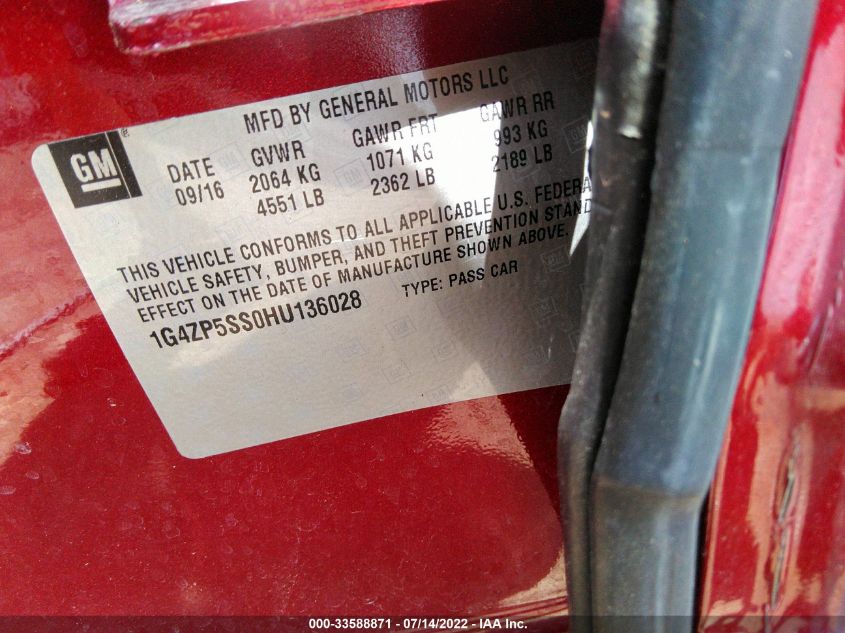 MFD BY GENERAL MOTORS LLC
GM
DATE GVWR GAWR FRT GAWR RR
09/16 2064 KG 1071 KG 993 KG
4551 LB 2362 LB 2189 LB
THIS VEHICLE CONFORMS TO ALL APPLICABLE U.S. FEDERA
VEHICLE SAFETY, BUMPER, AND THEFT PREVENTION STAND
EFFECT ON THE DATE OF MANUFACTURE SHOWN ABOVE.
1G4ZP5SS0HU136028 TYPE: PASS CAR
000-33588871 - 07/14/2022 - IAA Inc.